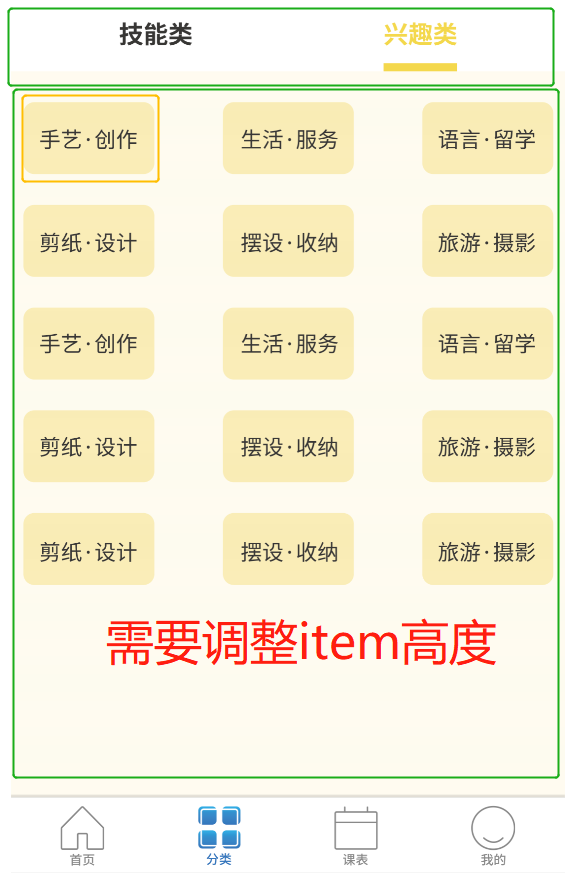 技能类 兴趣类
手艺·创作 生活·服务 语言·留学
剪纸·设计 摆设·收纳 旅游·摄影
手艺·创作 生活·服务 语言·留学
剪纸·设计 摆设·收纳 旅游·摄影
剪纸·设计 摆设·收纳 旅游·摄影
需要调整item高度
首页 分类 课表 我的